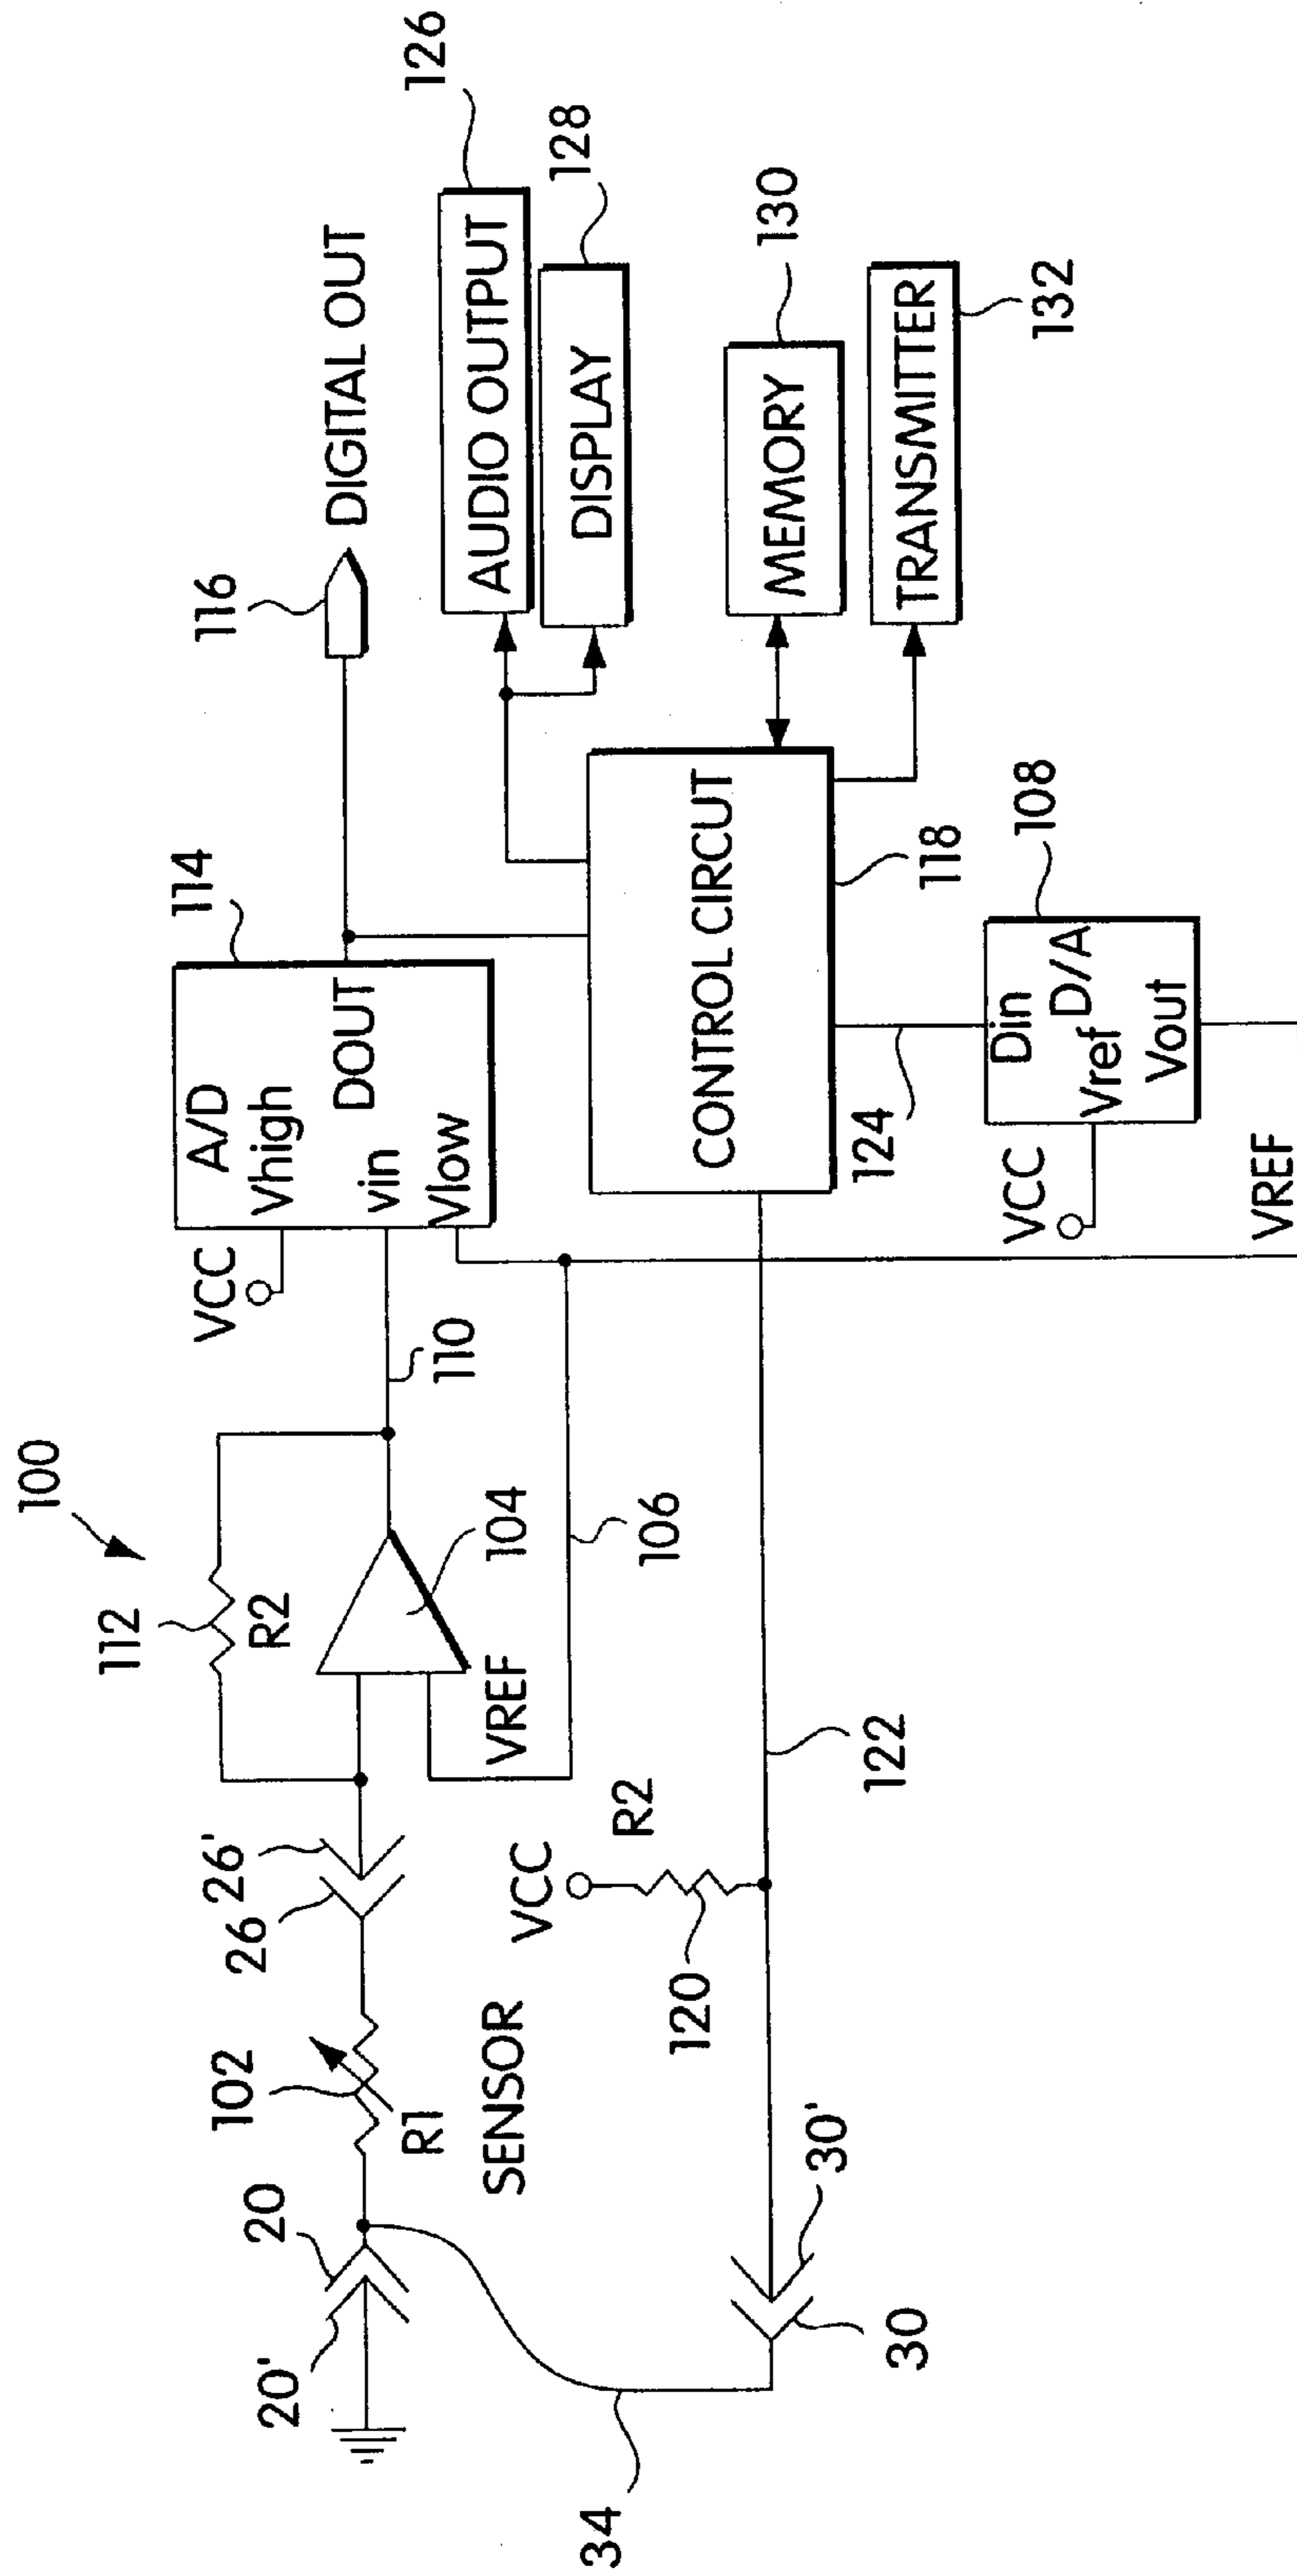 100
112
R2
104
VREF
106
110
VCC
A/D
Vhigh
vin
DOUT
Vlow
114
116
DIGITAL OUT
20'
20
102
R1
SENSOR
26
26'
34
30
30'
VCC
R2
120
122
CONTROL CIRCUT
118
124
AUDIO OUTPUT
126
DISPLAY
128
MEMORY
130
TRANSMITTER
132
VCC
Din
D/A
Vref
Vout
108
VREF